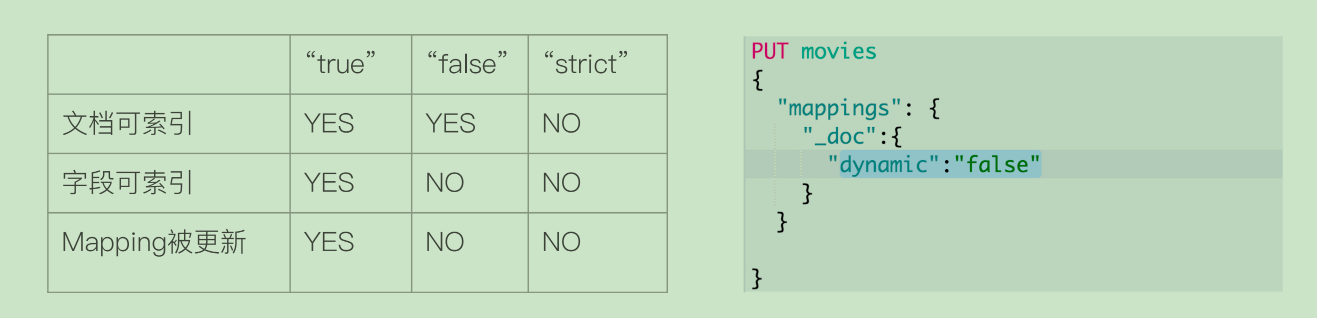 “true” “false” “strict”
文档可索引 YES YES NO
字段可索引 YES NO NO
Mapping被更新 YES NO NO
PUT movies
{
"mappings": {
"_doc":{
"dynamic":"false"
}
}
}